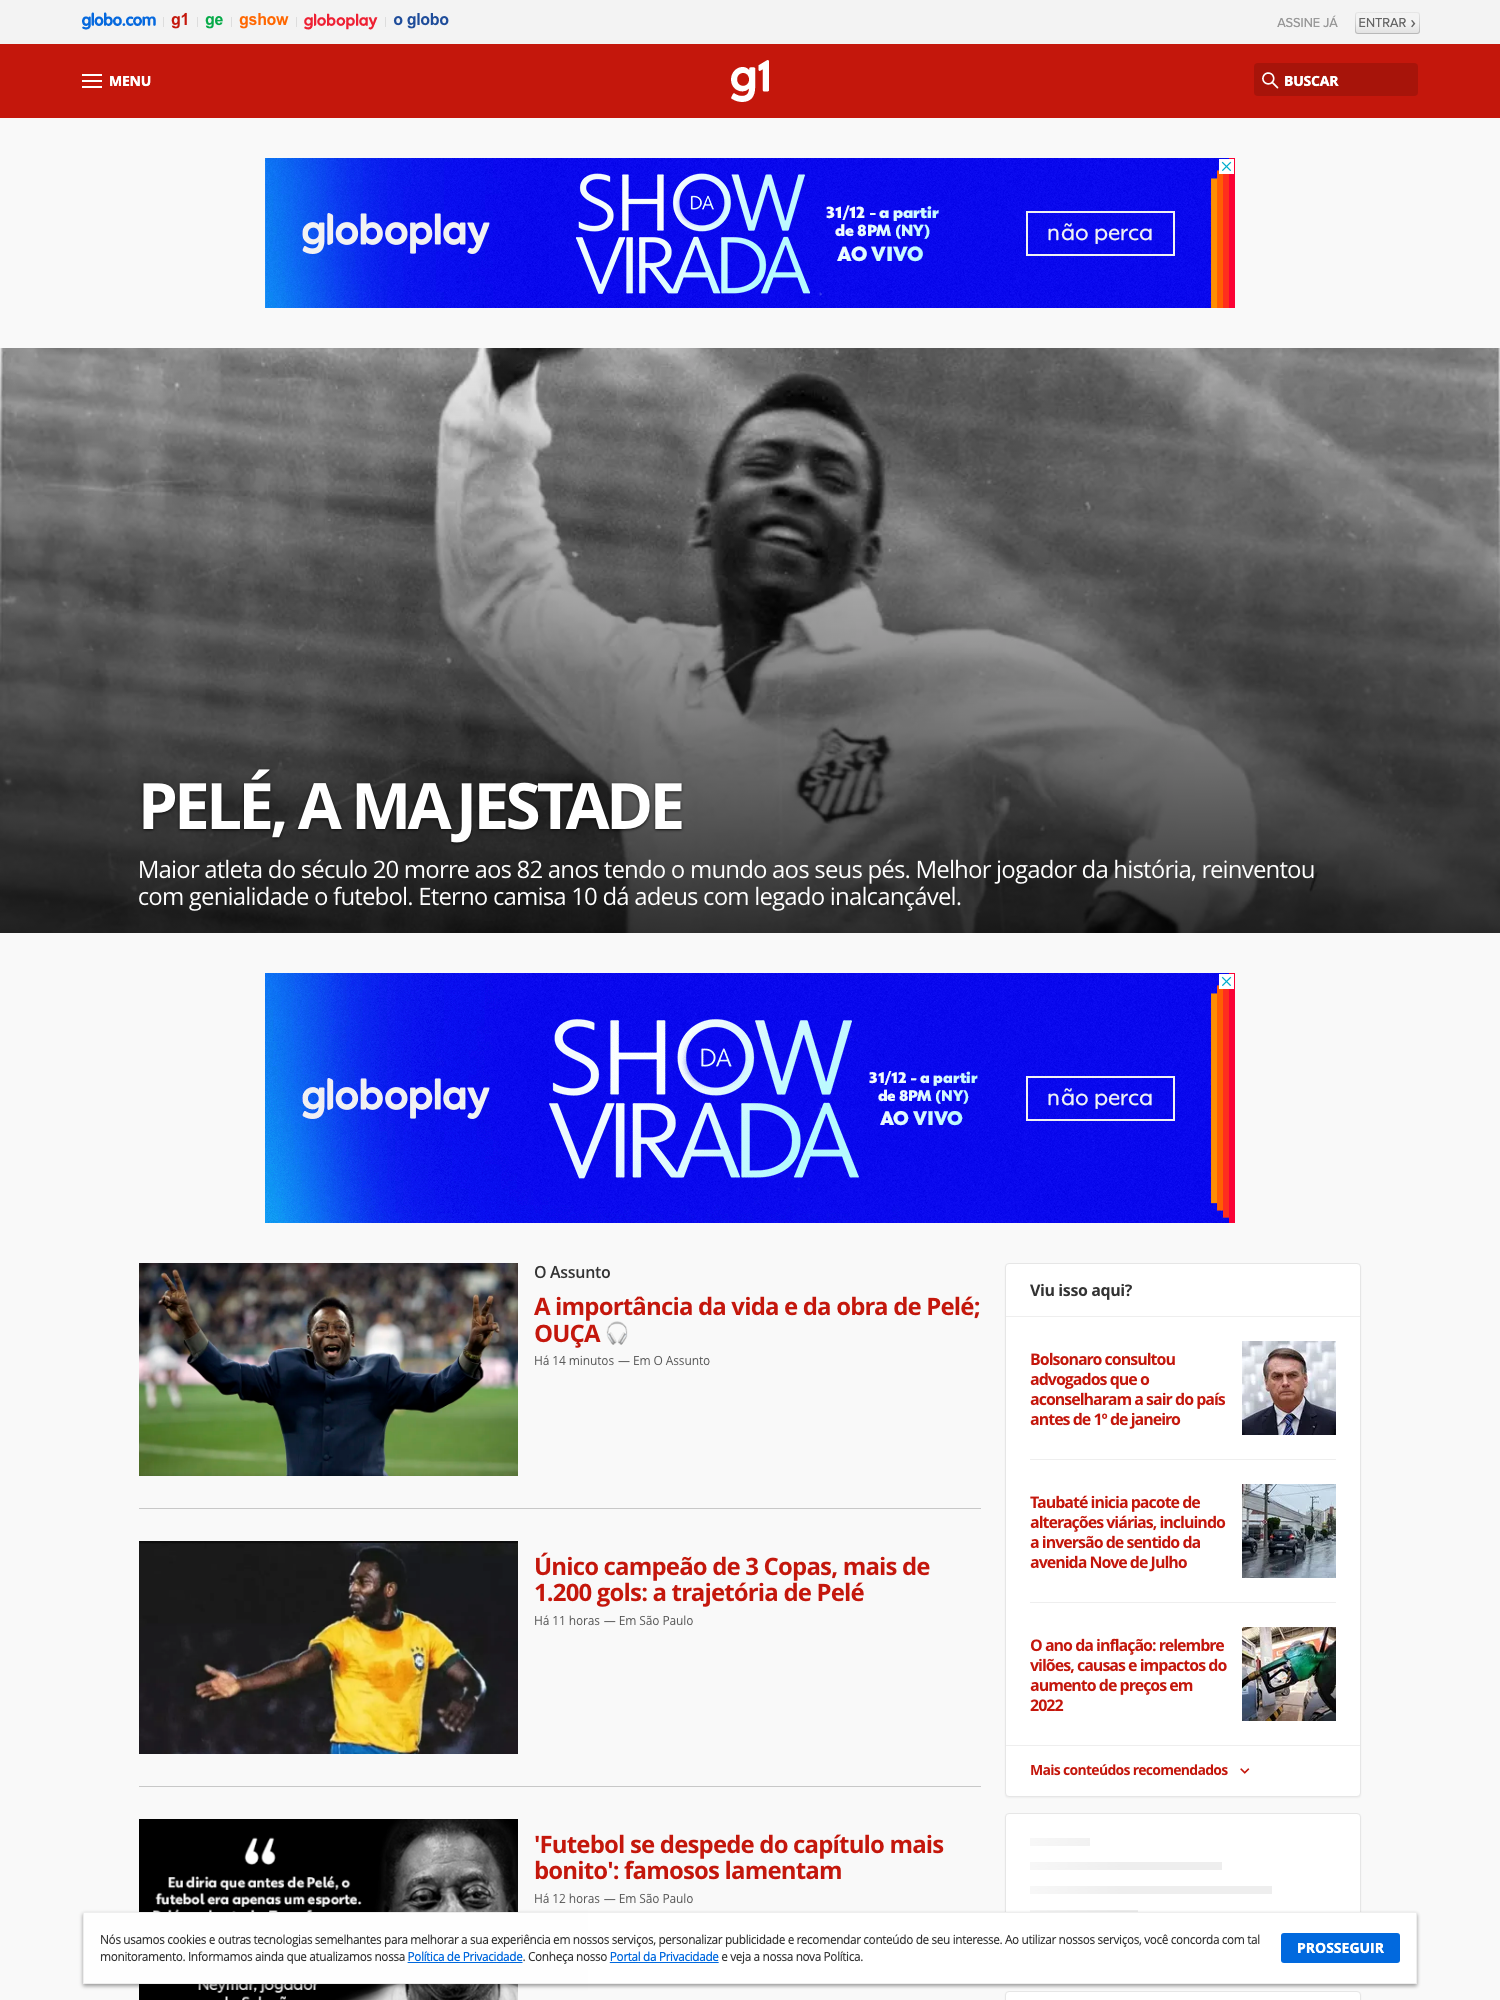 globo.com g1 ge gshow globoplay o globo
ASSINE JÁ ENTRAR ›
MENU
g1
BUSCAR
globoplay
SHOW
DA
VIRADA
31/12 - a partir
de 8PM (NY)
AO VIVO
não perca
PELÉ, A MAJESTADE
Maior atleta do século 20 morre aos 82 anos tendo o mundo aos seus pés. Melhor jogador da história, reinventou
com genialidade o futebol. Eterno camisa 10 dá adeus com legado inalcançável.
globoplay
SHOW
DA
VIRADA
31/12 - a partir
de 8PM (NY)
AO VIVO
não perca
O Assunto
A importância da vida e da obra de Pelé;
OUÇA 🎧
Há 14 minutos — Em O Assunto
Único campeão de 3 Copas, mais de
1.200 gols: a trajetória de Pelé
Há 11 horas — Em São Paulo
“
Eu diria que antes de Pelé, o
futebol era apenas um esporte.
Neymar, jogador
'Futebol se despede do capítulo mais
bonito': famosos lamentam
Há 12 horas — Em São Paulo
Viu isso aqui?
Bolsonaro consultou
advogados que o
aconselharam a sair do país
antes de 1º de janeiro
Taubaté inicia pacote de
alterações viárias, incluindo
a inversão de sentido da
avenida Nove de Julho
O ano da inflação: relembre
vilões, causas e impactos do
aumento de preços em
2022
Mais conteúdos recomendados
Nós usamos cookies e outras tecnologias semelhantes para melhorar a sua experiência em nossos serviços, personalizar publicidade e recomendar conteúdo de seu interesse. Ao utilizar nossos serviços, você concorda com tal
monitoramento. Informamos ainda que atualizamos nossa Política de Privacidade. Conheça nosso Portal da Privacidade e veja a nossa nova Política.
PROSSEGUIR